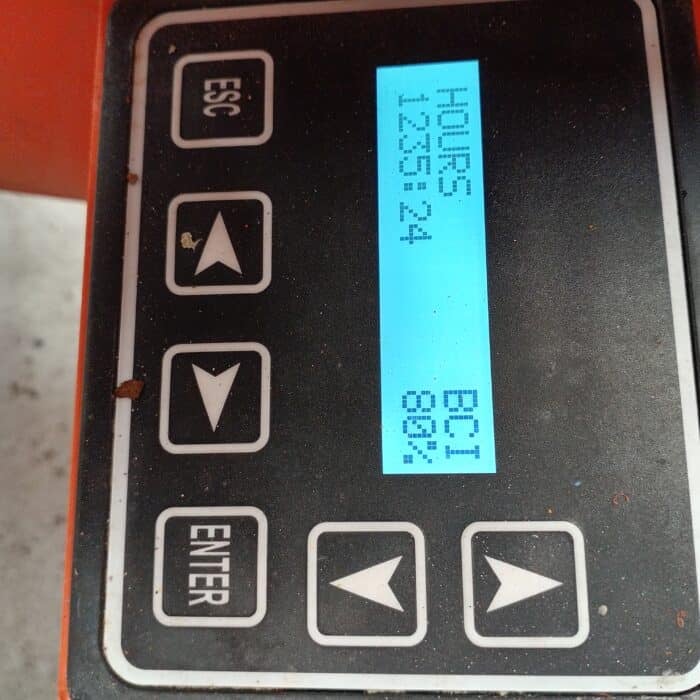 HOURS BCI
1235:24 80%
ESC
ENTER